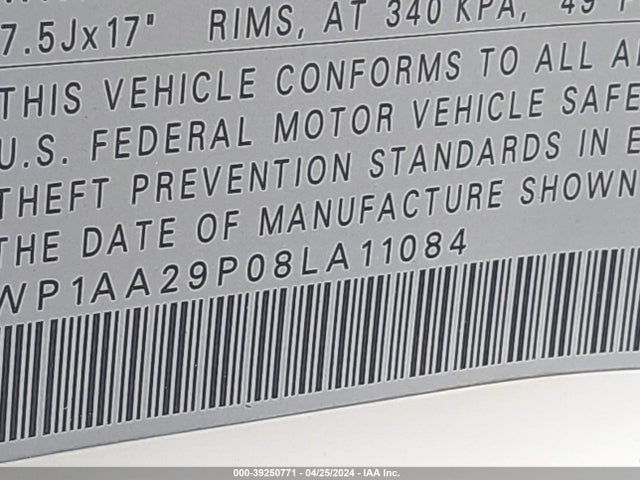 7.5Jx17" RIMS, AT 340 KPA, 49
THIS VEHICLE CONFORMS TO ALL
U.S. FEDERAL MOTOR VEHICLE SAFE
THEFT PREVENTION STANDARDS IN E
THE DATE OF MANUFACTURE SHOWN
WP1AA29P08LA11084
000-39250771 - 04/25/2024 - IAA Inc.